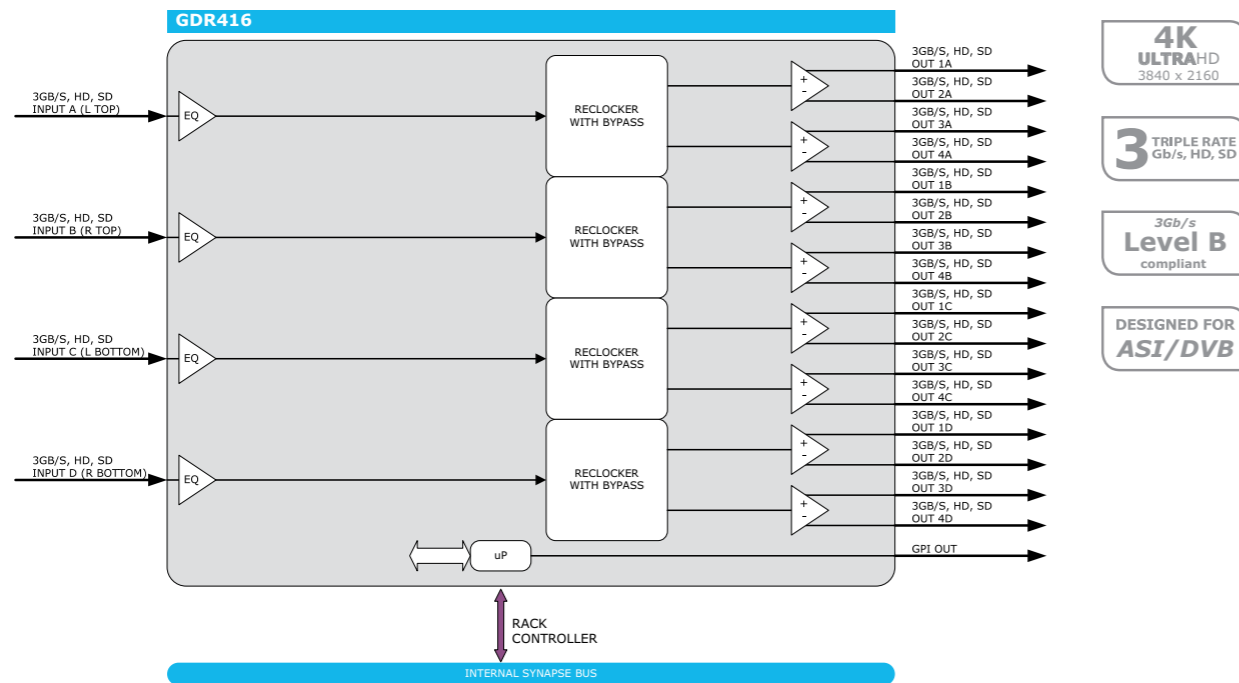 GDR416
3GB/S, HD, SD
INPUT A (L TOP)
EQ
RECLOCKER
WITH BYPASS
+
-
+
-
3GB/S, HD, SD
OUT 1A
3GB/S, HD, SD
OUT 2A
3GB/S, HD, SD
OUT 3A
3GB/S, HD, SD
OUT 4A
3GB/S, HD, SD
INPUT B (R TOP)
EQ
RECLOCKER
WITH BYPASS
+
-
+
-
3GB/S, HD, SD
OUT 1B
3GB/S, HD, SD
OUT 2B
3GB/S, HD, SD
OUT 3B
3GB/S, HD, SD
OUT 4B
3GB/S, HD, SD
INPUT C (L BOTTOM)
EQ
RECLOCKER
WITH BYPASS
+
-
+
-
3GB/S, HD, SD
OUT 1C
3GB/S, HD, SD
OUT 2C
3GB/S, HD, SD
OUT 3C
3GB/S, HD, SD
OUT 4C
3GB/S, HD, SD
INPUT D (R BOTTOM)
EQ
RECLOCKER
WITH BYPASS
+
-
+
-
3GB/S, HD, SD
OUT 1D
3GB/S, HD, SD
OUT 2D
3GB/S, HD, SD
OUT 3D
3GB/S, HD, SD
OUT 4D
uP
GPI OUT
RACK
CONTROLLER
INTERNAL SYNAPSE BUS
4K
ULTRAHD
3840 x 2160
3 TRIPLE RATE
Gb/s, HD, SD
3Gb/s
Level B
compliant
DESIGNED FOR
ASI/DVB